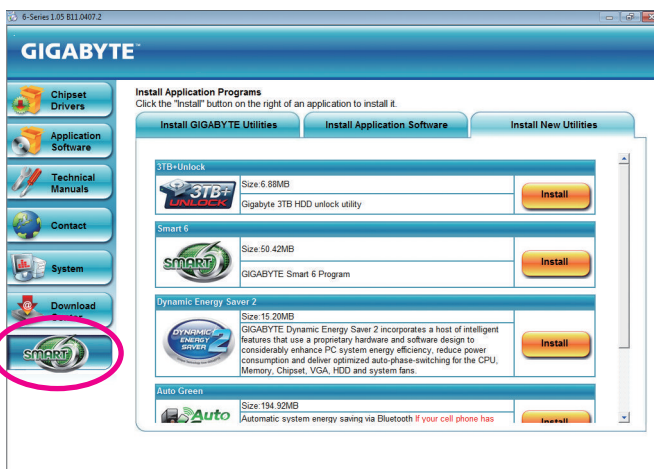 6-Series 1.05 B11.0407.2
GIGABYTE™
Chipset
Drivers
Application
Software
Technical
Manuals
Contact
System
Download
SMART6
Install Application Programs
Click the "Install" button on the right of an application to install it.
Install GIGABYTE Utilities
Install Application Software
Install New Utilities
3TB+Unlock
3TB+
UNLOCK
Size:6.88MB
Gigabyte 3TB HDD unlock utility
Install
Smart 6
SMART6
Size:50.42MB
GIGABYTE Smart 6 Program
Install
Dynamic Energy Saver 2
DYNAMIC
ENERGY
SAVER 2
Size:15.20MB
GIGABYTE Dynamic Energy Saver 2 incorporates a host of intelligent
features that use a proprietary hardware and software design to
considerably enhance PC system energy efficiency, reduce power
consumption and deliver optimized auto-phase-switching for the CPU,
Memory, Chipset, VGA, HDD and system fans.
Install
Auto Green
Auto
Size:194.92MB
Automatic system energy saving via Bluetooth If your cell phone has
Install